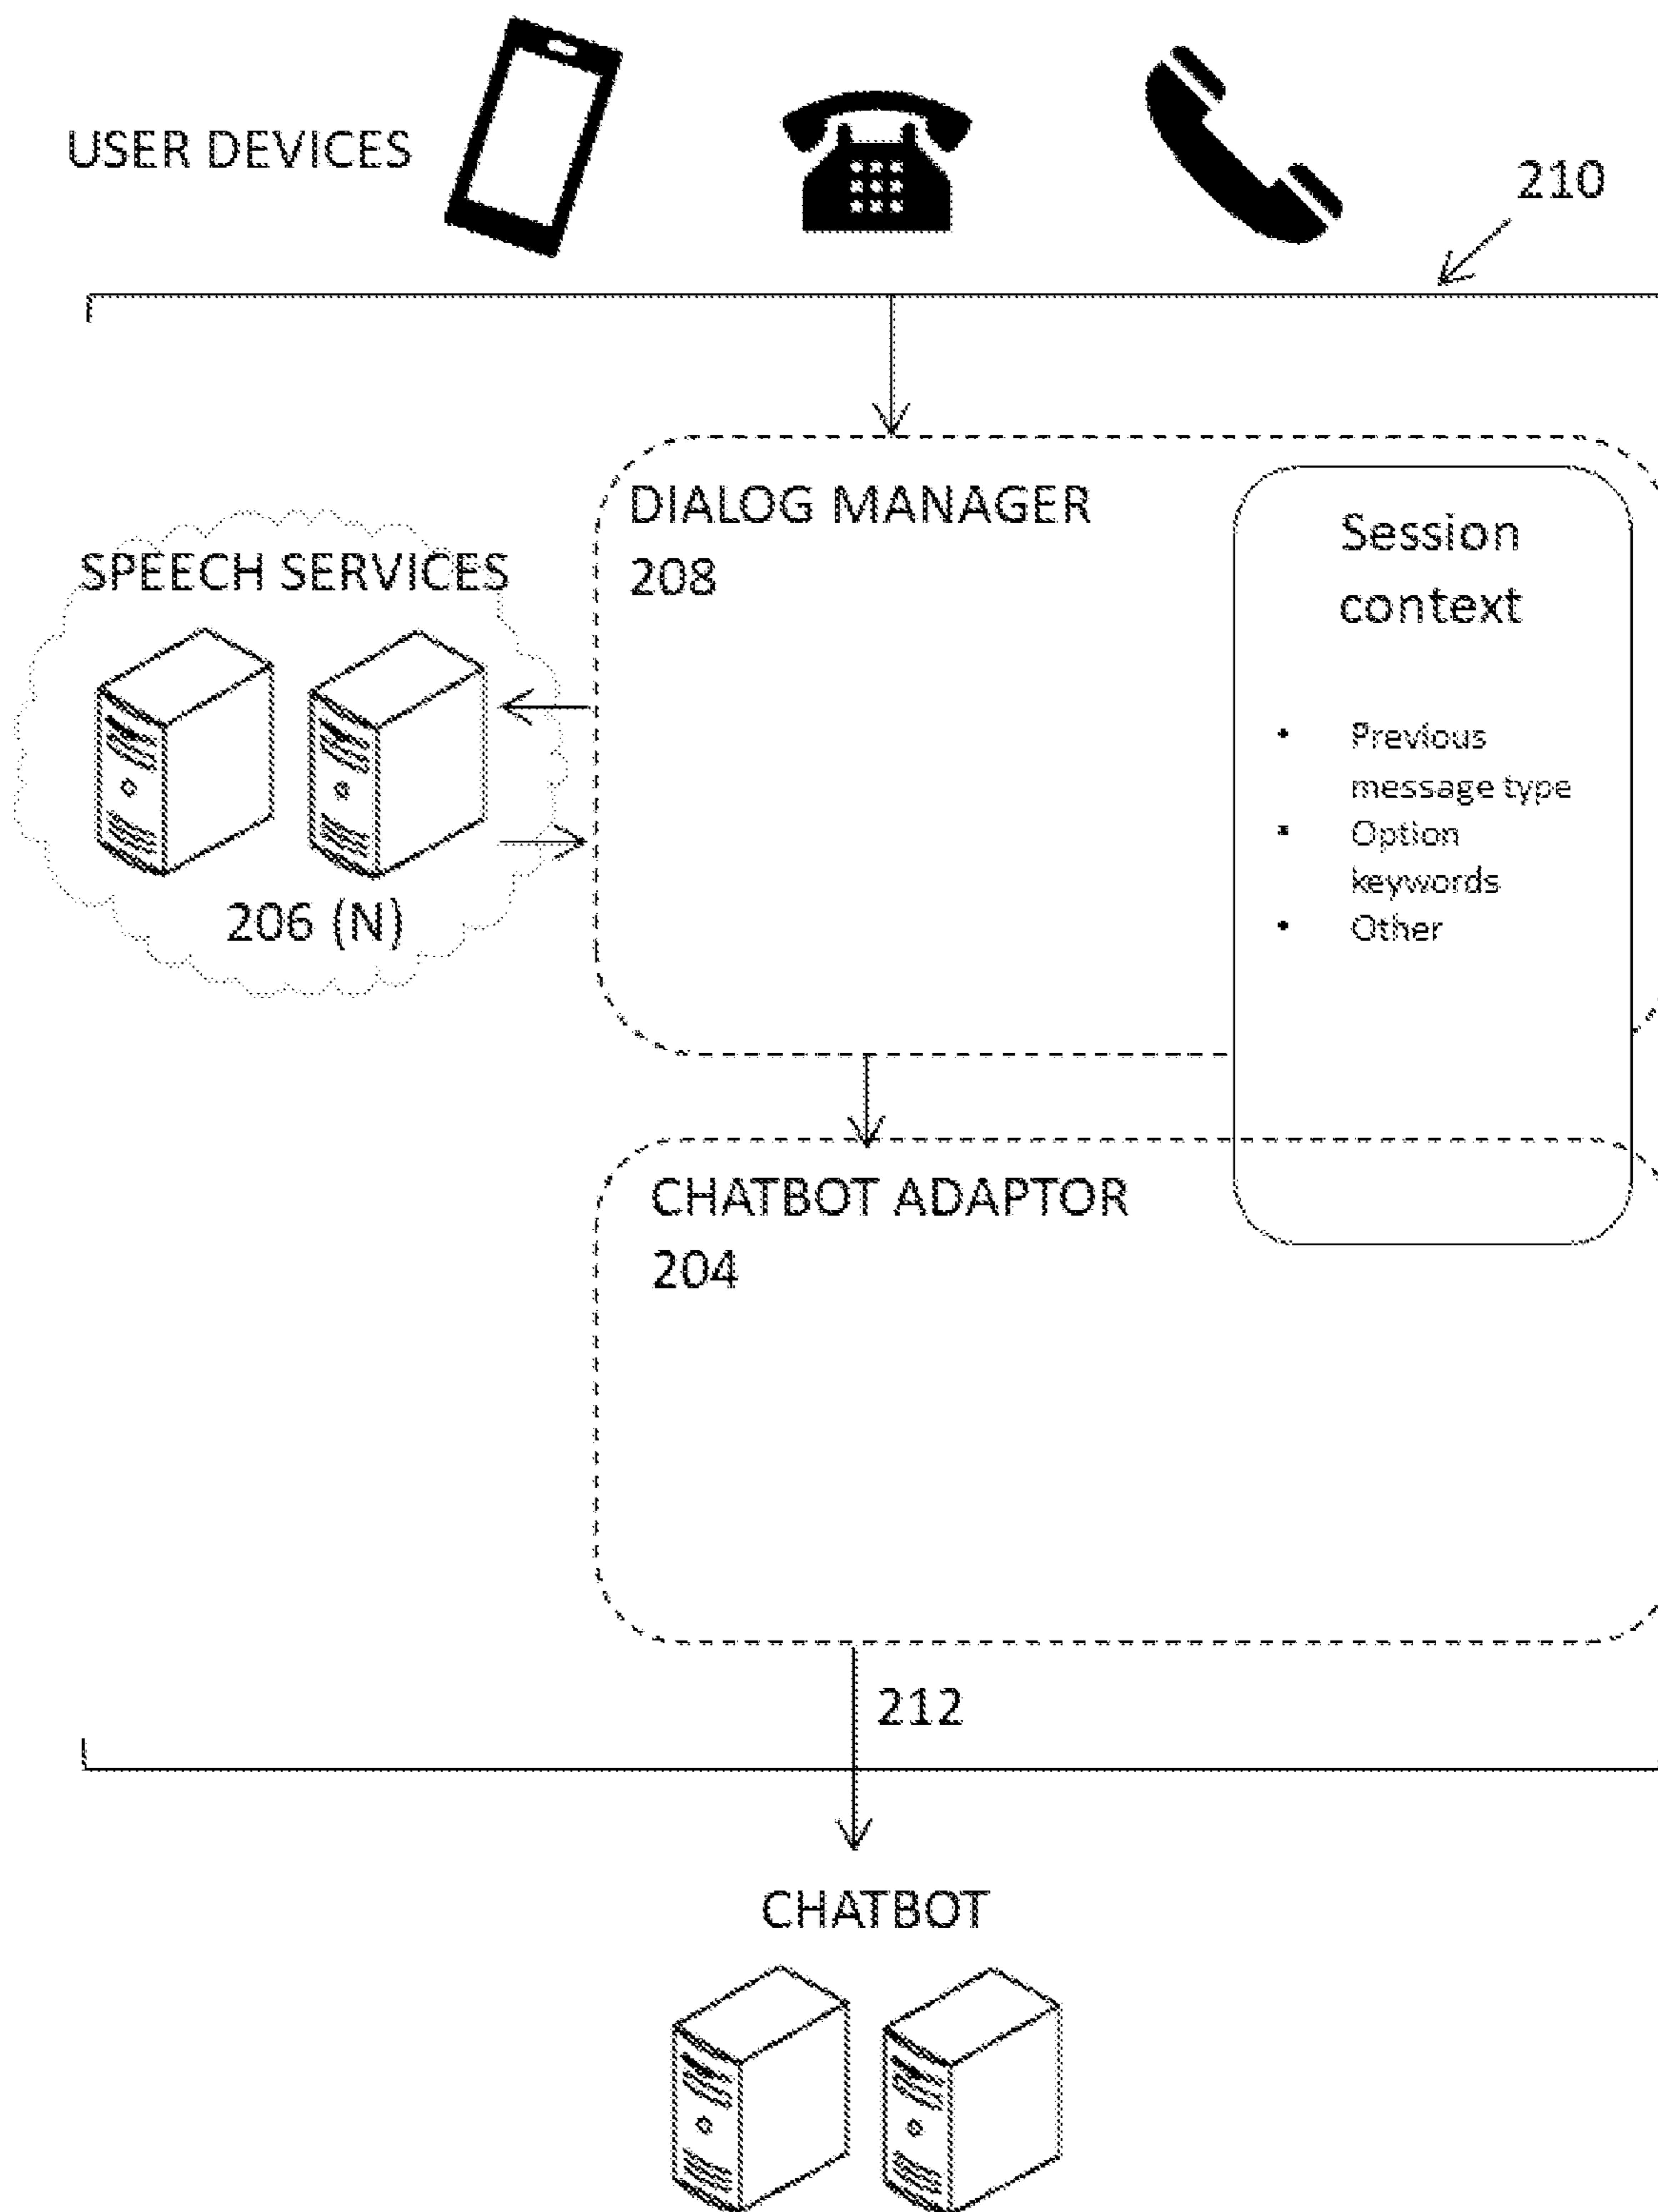 USER DEVICES
210
DIALOG MANAGER
208
Session
context
• Previous
message type
• Option
keywords
• Other
SPEECH SERVICES
206 (N)
CHATBOT ADAPTOR
204
212
CHATBOT